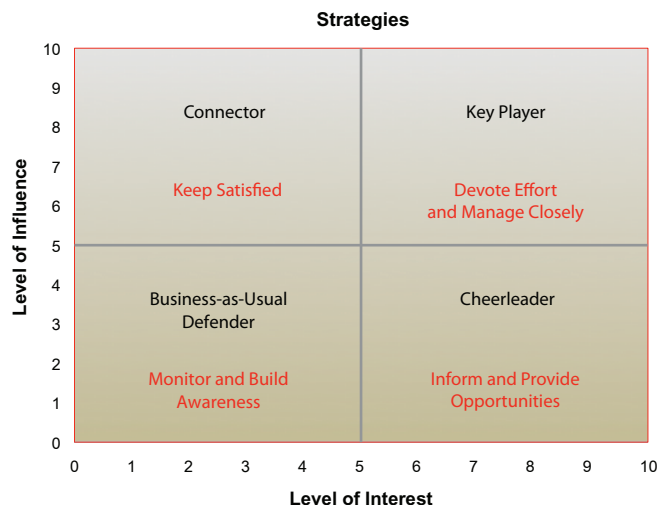 Strategies
10
9
8
7
6
5
4
3
2
1
0
Level of Influence
Connector
Key Player
Keep Satisfied
Devote Effort
and Manage Closely
Business-as-Usual
Defender
Cheerleader
Monitor and Build
Awareness
Inform and Provide
Opportunities
0 1 2 3 4 5 6 7 8 9 10
Level of Interest